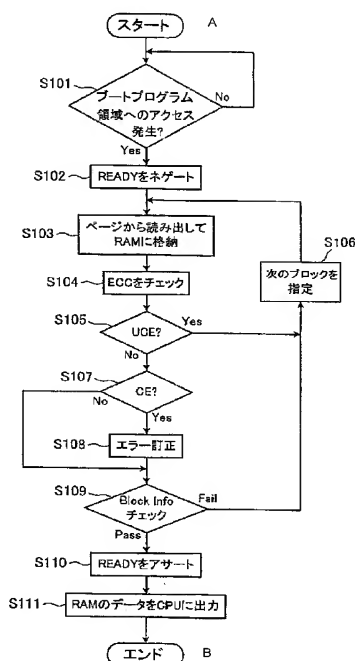 スタート
A
S101
ブートプログラム
領域へのアクセス
発生?
No
Yes
S102
READYをネゲート
S103
ページから読み出して
RAMに格納
S106
次のブロックを
指定
S104
ECCをチェック
S105
UCE?
Yes
No
S107
CE?
No
Yes
S108
エラー訂正
S109
Block Info
チェック
Fail
Pass
S110
READYをアサート
S111
RAMのデータをCPUに出力
エンド
B